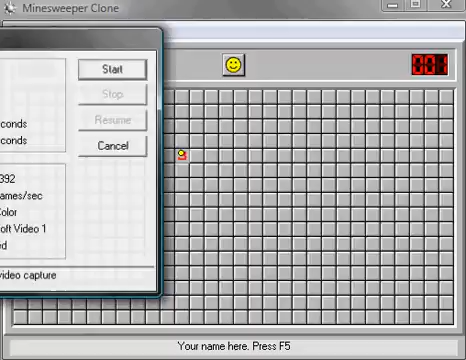 Minesweeper Clone
Start
Stop
Resume
Cancel
conds
conds
392
ames/sec
Color
oft Video 1
ed
video capture
001
Your name here. Press F5